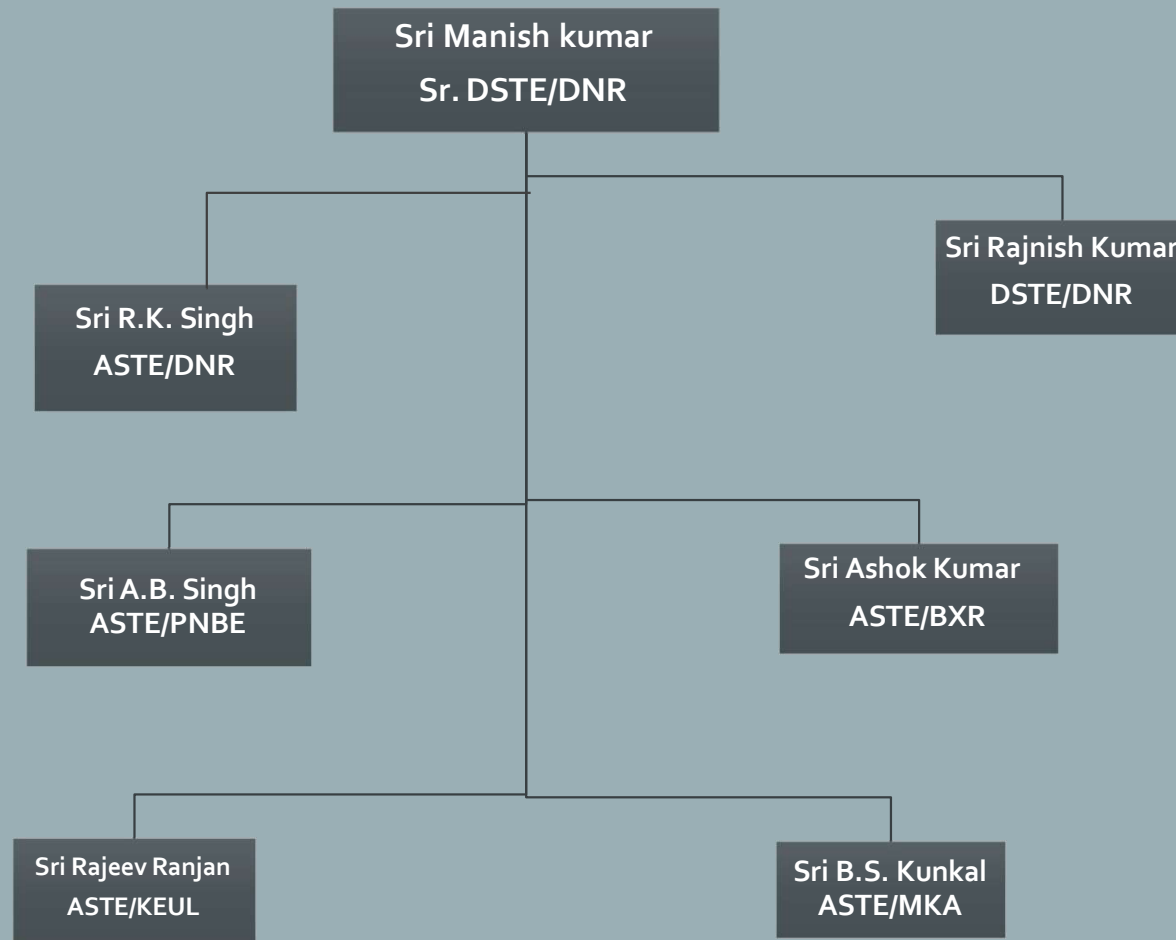 Sri Manish kumar
Sr. DSTE/DNR
Sri Rajnish Kumar
DSTE/DNR
Sri R.K. Singh
ASTE/DNR
Sri A.B. Singh
ASTE/PNBE
Sri Ashok Kumar
ASTE/BXR
Sri Rajeev Ranjan
ASTE/KEUL
Sri B.S. Kunkal
ASTE/MKA